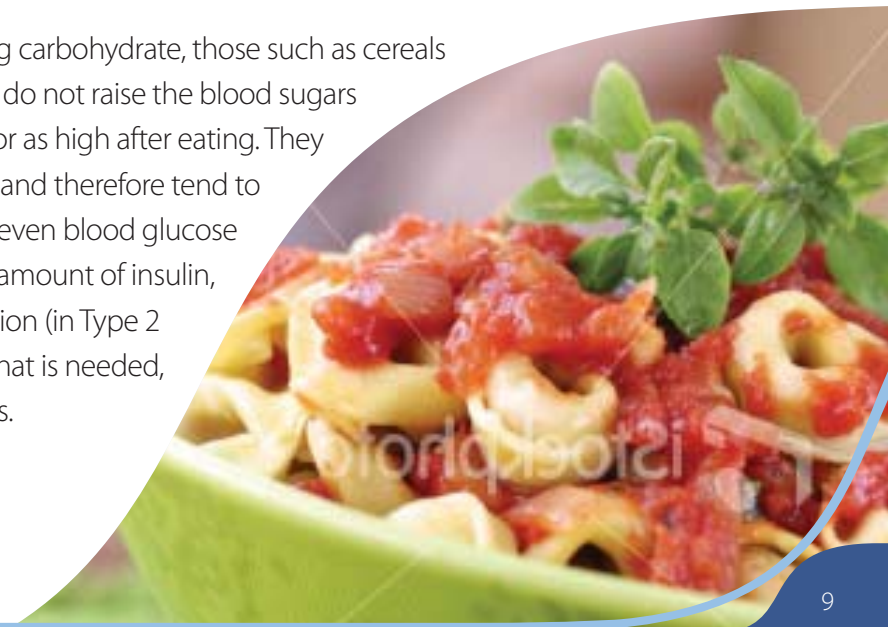 g carbohydrate, those such as cereals
do not raise the blood sugars
or as high after eating. They
and therefore tend to
even blood glucose
amount of insulin,
ion (in Type 2
hat is needed,
s.
iStockphoto
9